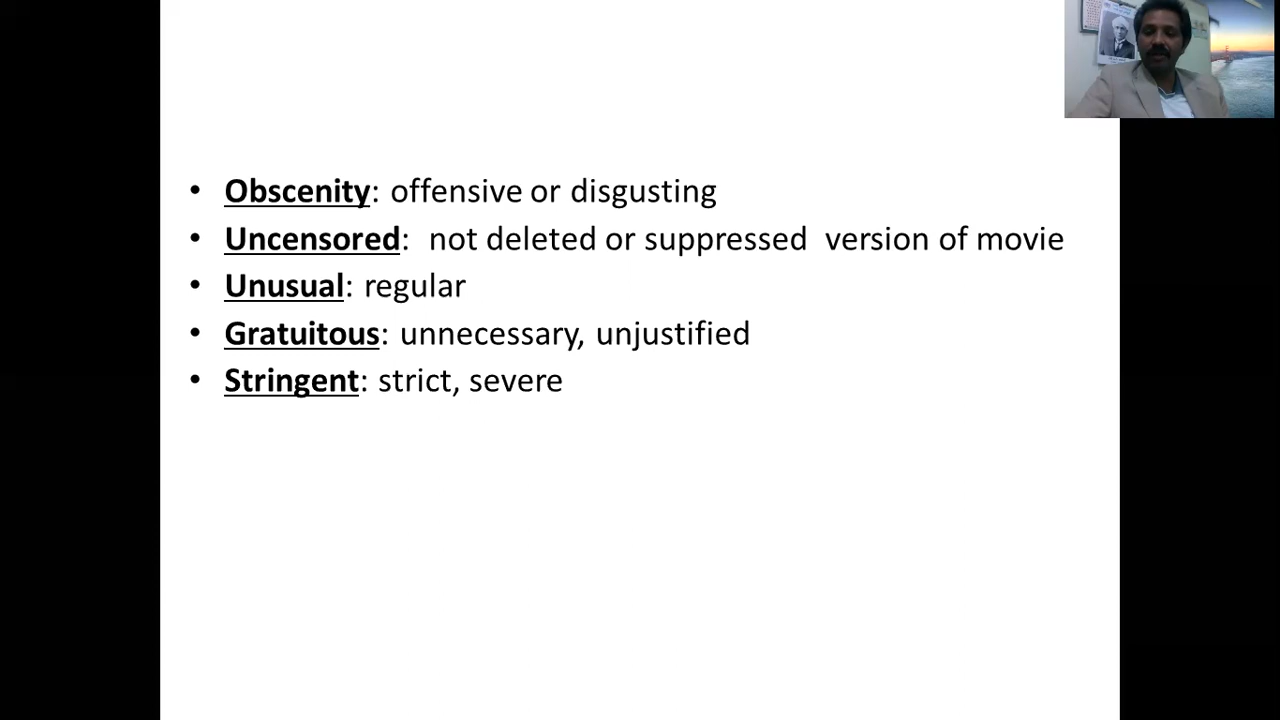 • Obscenity: offensive or disgusting
• Uncensored: not deleted or suppressed version of movie
• Unusual: regular
• Gratuitous: unnecessary, unjustified
• Stringent: strict, severe